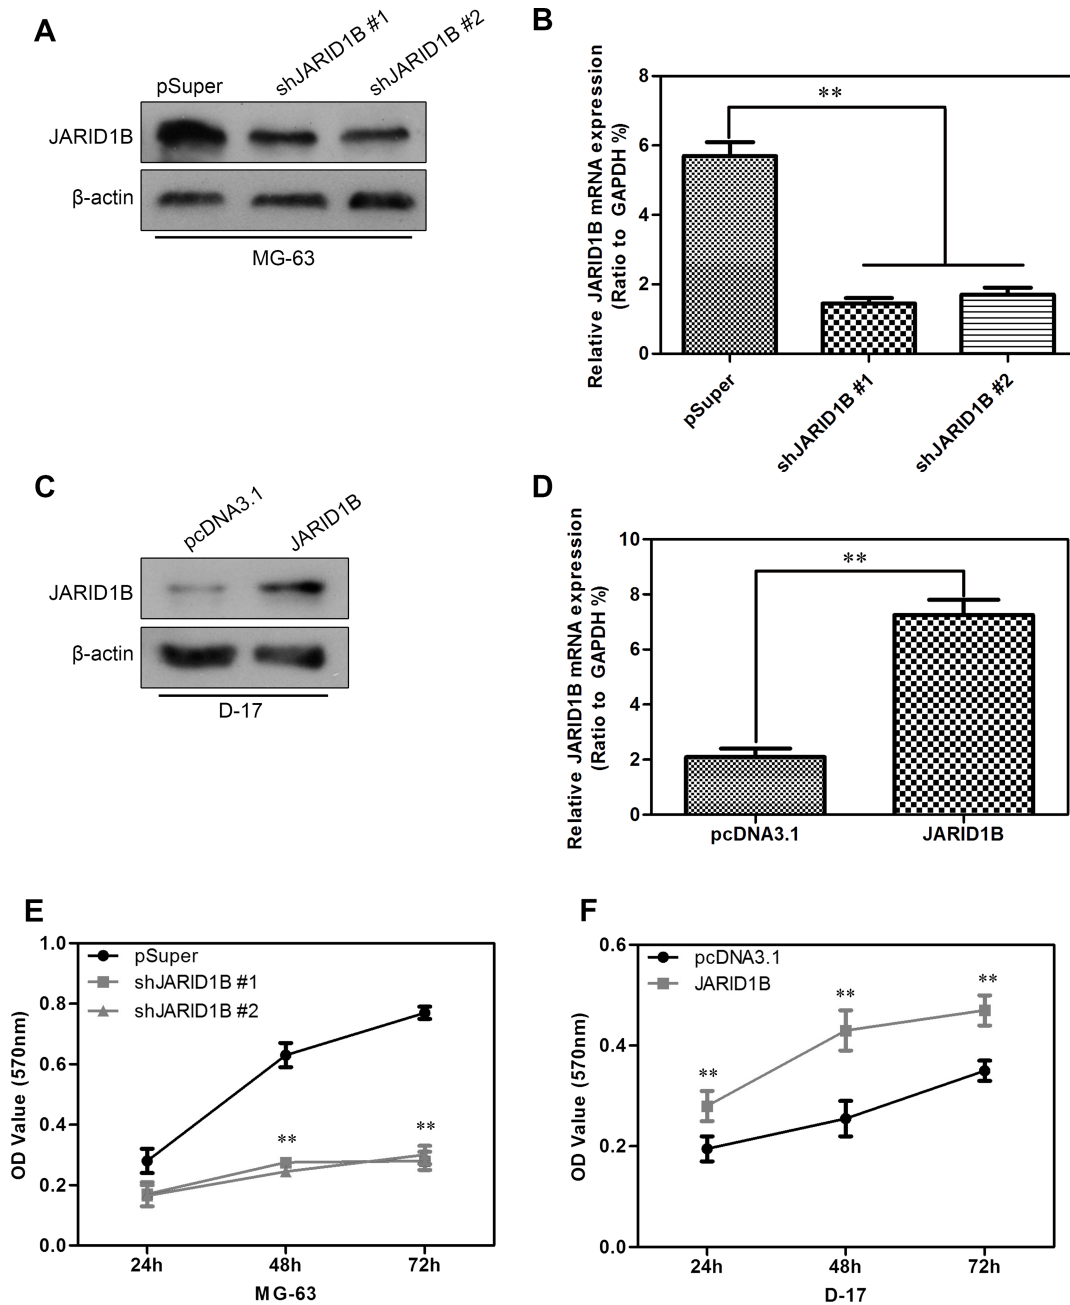 A
pSuper
shJARID1B #1
shJARID1B #2
JARID1B
β-actin
MG-63
B
Relative JARID1B mRNA expression
(Ratio to GAPDH %)
8
6
4
2
0
**
pSuper
shJARID1B #1
shJARID1B #2
C
pcDNA3.1
JARID1B
JARID1B
β-actin
D-17
D
Relative JARID1B mRNA expression
(Ratio to GAPDH %)
10
8
6
4
2
0
**
pcDNA3.1
JARID1B
E
OD Value (570nm)
1.0
0.8
0.6
0.4
0.2
0.0
pSuper
shJARID1B #1
shJARID1B #2
**
**
24h
48h
72h
MG-63
F
OD Value (570nm)
0.6
0.4
0.2
0.0
pcDNA3.1
JARID1B
**
**
**
24h
48h
72h
D-17